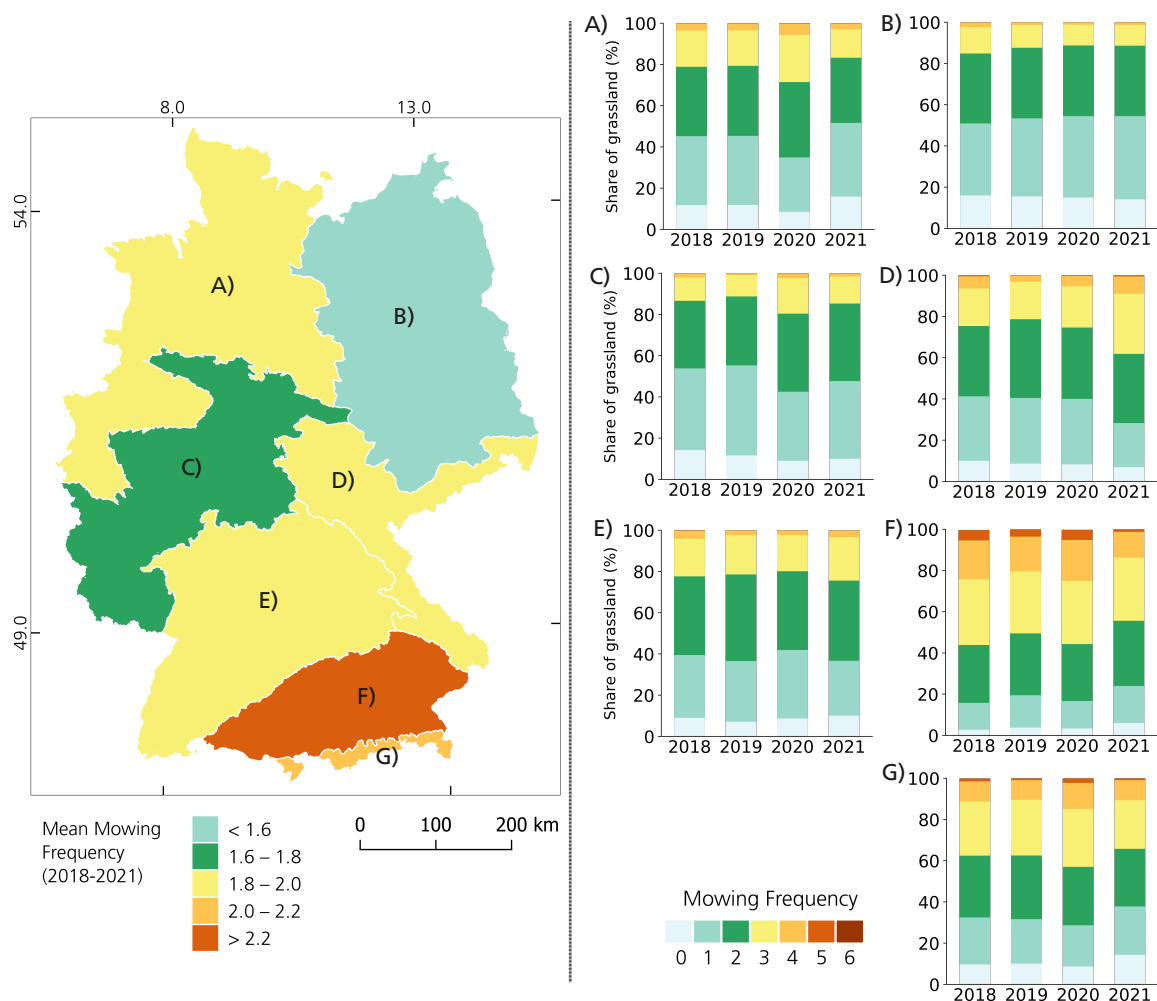 8.0 13.0
54.0
49.0
A)
B)
C)
D)
E)
F)
G)
Mean Mowing
Frequency
(2018-2021)
< 1.6
1.6 – 1.8
1.8 – 2.0
2.0 – 2.2
> 2.2
0 100 200 km
A)
Share of grassland (%)
100
80
60
40
20
0
2018 2019 2020 2021
B)
100
80
60
40
20
0
2018 2019 2020 2021
C)
Share of grassland (%)
100
80
60
40
20
0
2018 2019 2020 2021
D)
100
80
60
40
20
0
2018 2019 2020 2021
E)
Share of grassland (%)
100
80
60
40
20
0
2018 2019 2020 2021
F)
100
80
60
40
20
0
2018 2019 2020 2021
G)
100
80
60
40
20
0
2018 2019 2020 2021
Mowing Frequency
0 1 2 3 4 5 6